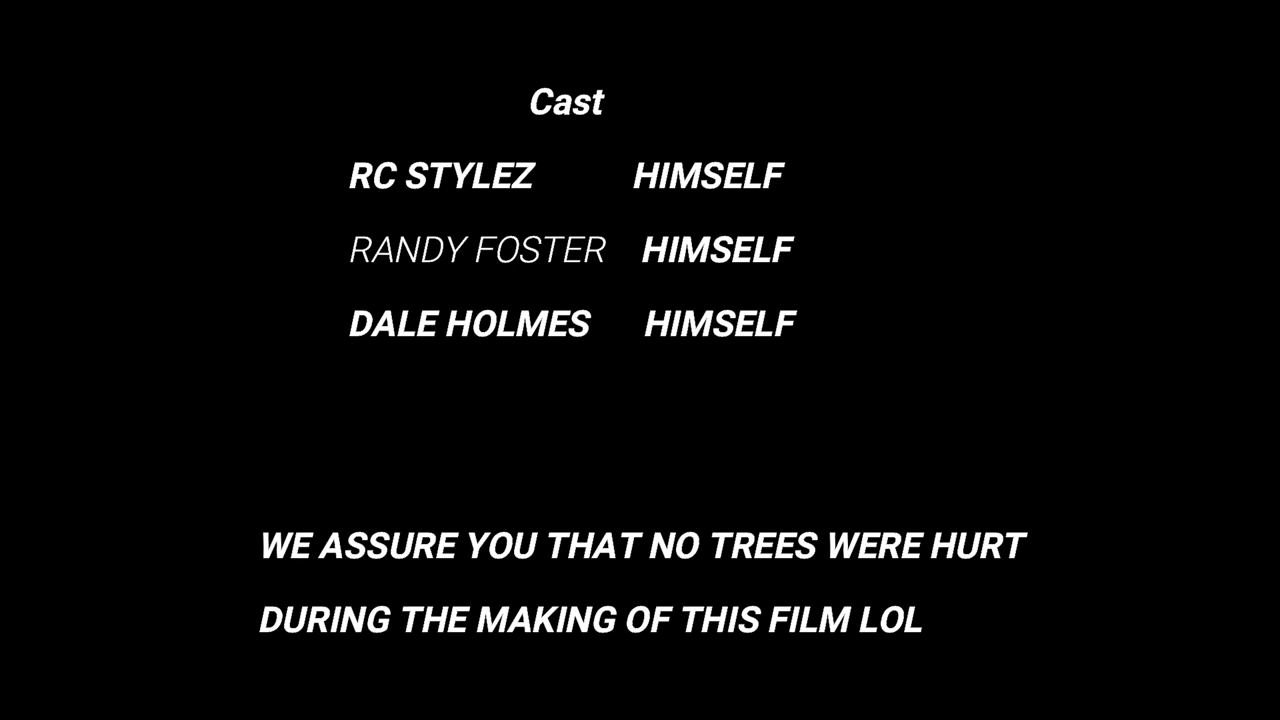 Cast
RC STYLEZ HIMSELF
RANDY FOSTER HIMSELF
DALE HOLMES HIMSELF
WE ASSURE YOU THAT NO TREES WERE HURT
DURING THE MAKING OF THIS FILM LOL